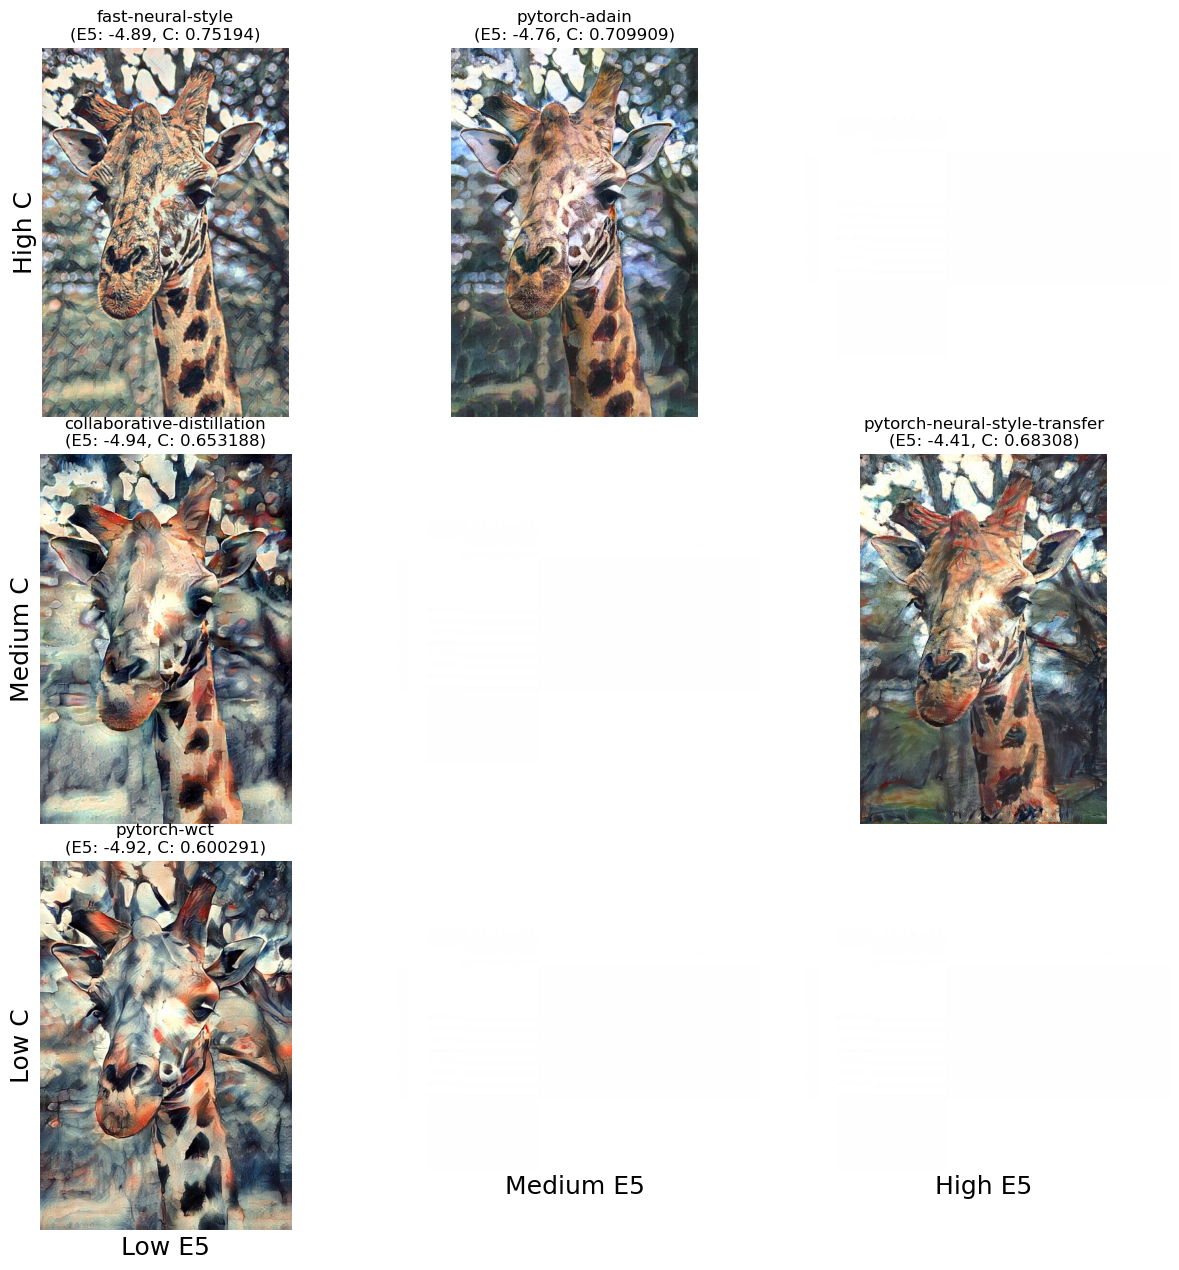 fast-neural-style
(E5: -4.89, C: 0.75194)
pytorch-adain
(E5: -4.76, C: 0.709909)
High C
collaborative-distillation
(E5: -4.94, C: 0.653188)
pytorch-neural-style-transfer
(E5: -4.41, C: 0.68308)
Medium C
pytorch-wct
(E5: -4.92, C: 0.600291)
Low C
Low E5
Medium E5
High E5